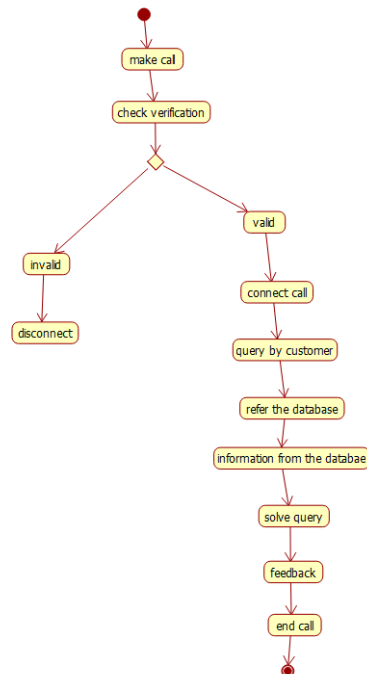 make call
check verification
valid
invalid
connect call
disconnect
query by customer
refer the database
information from the databae
solve query
feedback
end call